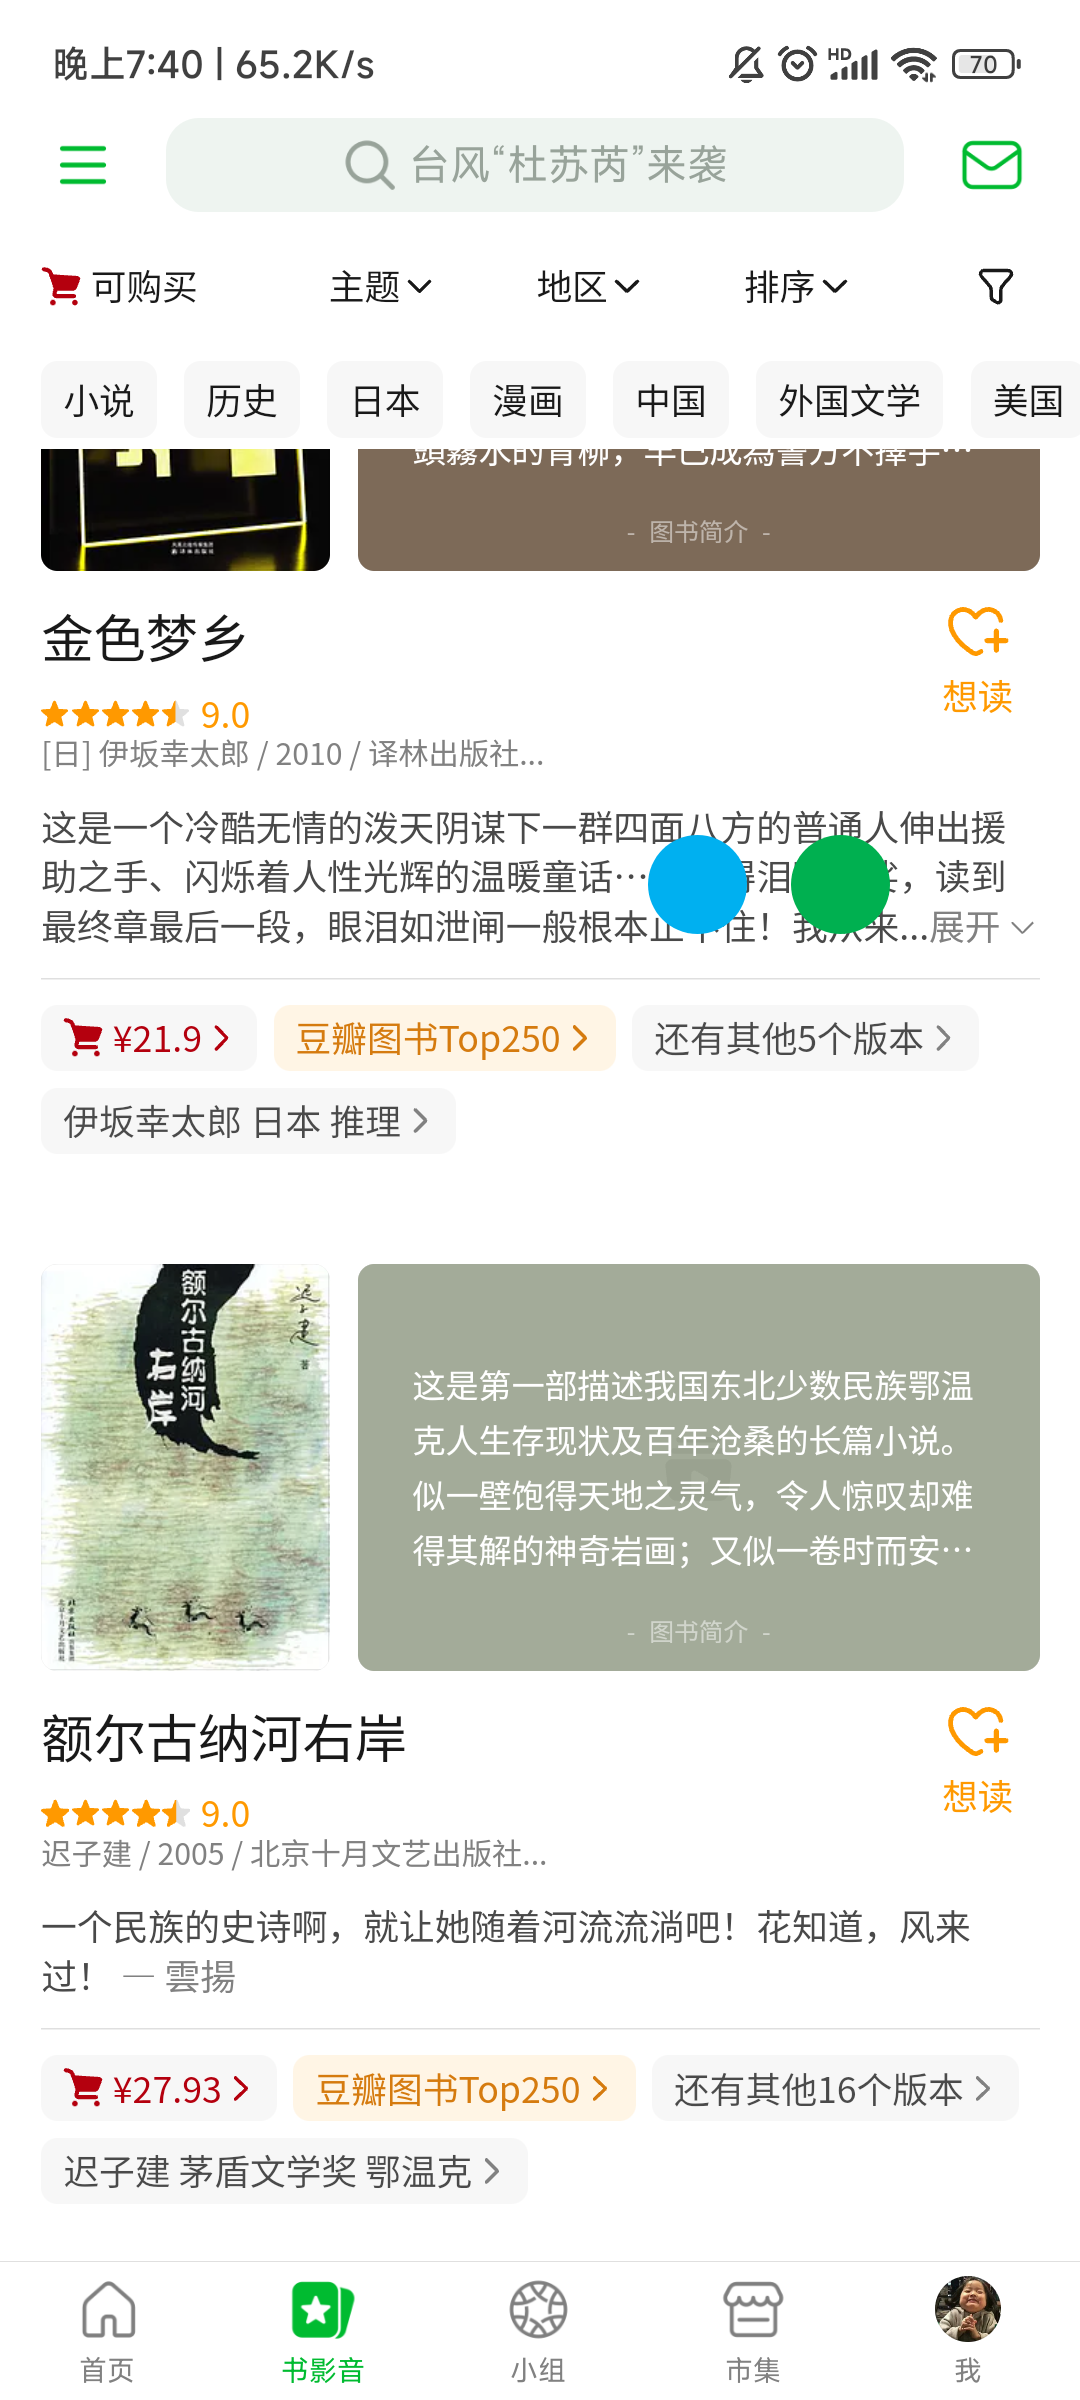 晚上7:40 | 65.2K/s
HD
70
台风“杜苏芮”来袭
可购买
主题
地区
排序
小说
历史
日本
漫画
中国
外国文学
美国
- 图书简介 -
金色梦乡
想读
9.0
[日] 伊坂幸太郎 / 2010 / 译林出版社...
这是一个冷酷无情的泼天阴谋下一群四面八方的普通人伸出援
助之手、闪烁着人性光辉的温暖童话… 泪 ，读到
最终章最后一段，眼泪如泄闸一般根本止不住！我从来...展开
¥21.9
豆瓣图书Top250
还有其他5个版本
伊坂幸太郎 日本 推理
额尔古纳河
右岸
迟子建 著
这是第一部描述我国东北少数民族鄂温
克人生存现状及百年沧桑的长篇小说。
似一壁饱得天地之灵气，令人惊叹却难
得其解的神奇岩画；又似一卷时而安…
- 图书简介 -
额尔古纳河右岸
想读
9.0
迟子建 / 2005 / 北京十月文艺出版社...
一个民族的史诗啊，就让她随着河流流淌吧！花知道，风来
过！ — 雲揚
¥27.93
豆瓣图书Top250
还有其他16个版本
迟子建 茅盾文学奖 鄂温克
首页
书影音
小组
市集
我